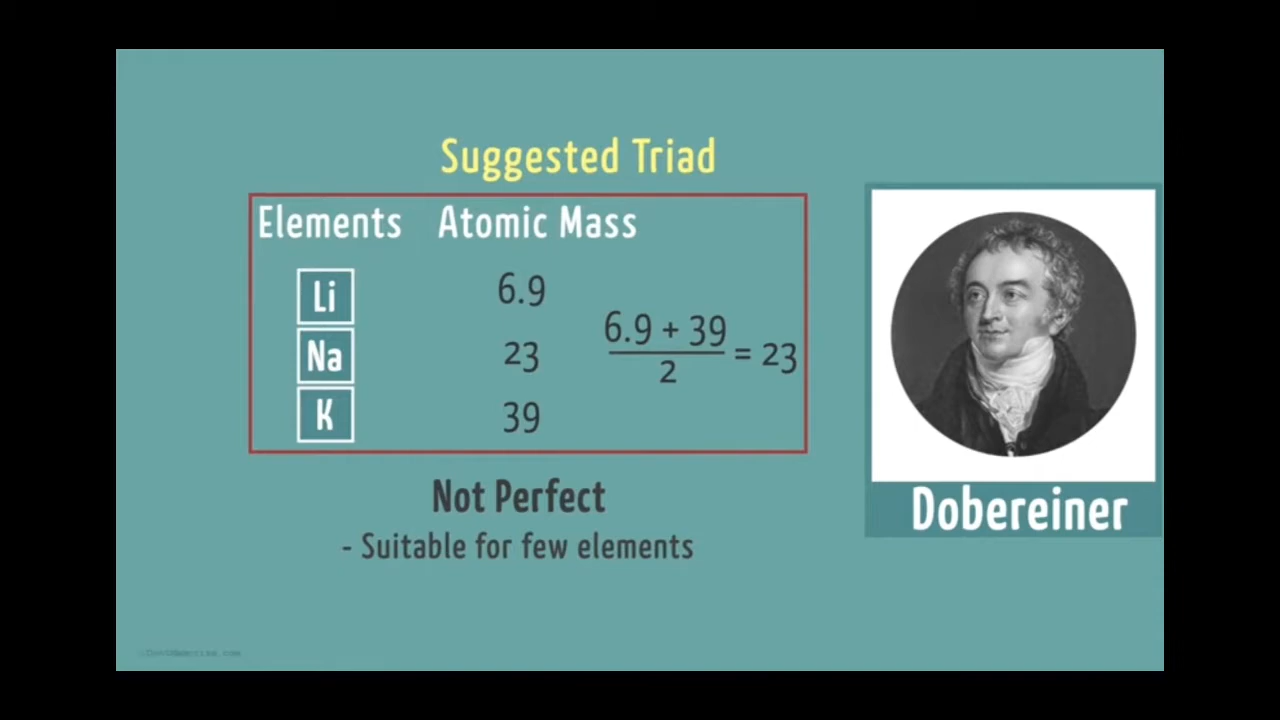 Suggested Triad
Elements Atomic Mass
Li 6.9
Na 23 6.9 + 39 / 2 = 23
K 39
Not Perfect
- Suitable for few elements
Dobereiner